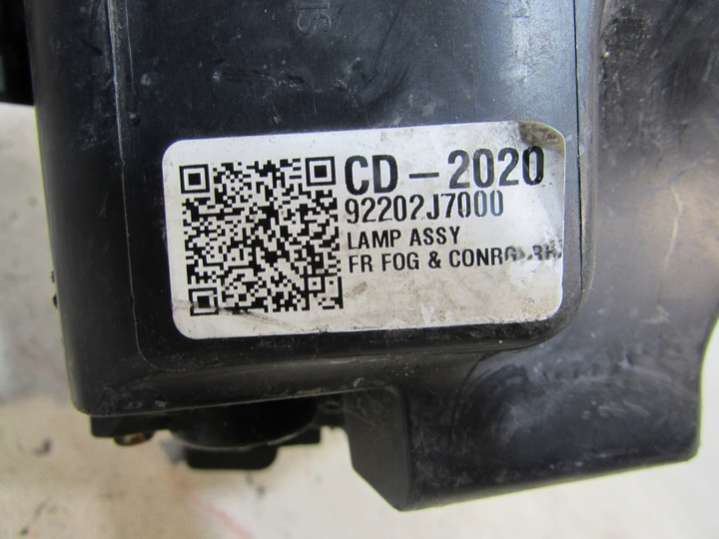 CD-2020
92202J7000
LAMP ASSY
FR FOG & CONRG,RH